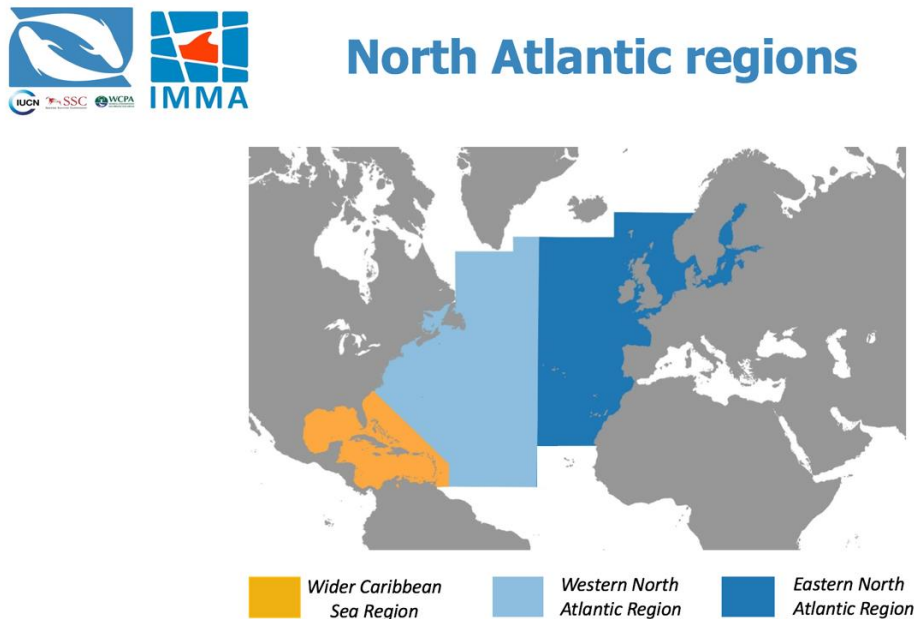 North Atlantic regions
IUCN SSC WCPA
IMMA
Wider Caribbean
Sea Region
Western North
Atlantic Region
Eastern North
Atlantic Region